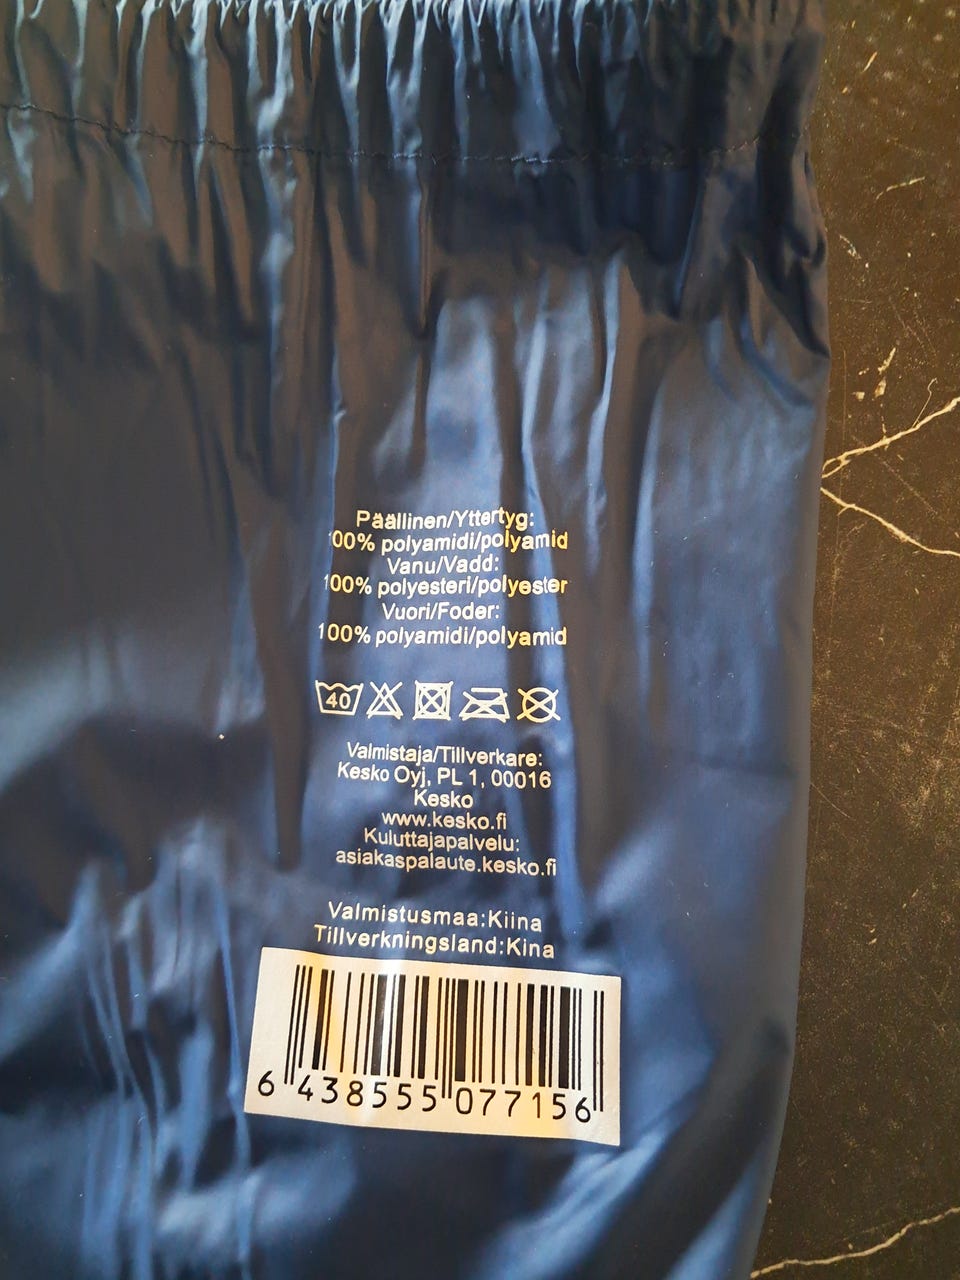 Päällinen/Yttertyg:
100% polyamidi/polyamid
Vanu/Vadd:
100% polyesteri/polyester
Vuori/Foder:
100% polyamidi/polyamid
40
Valmistaja/Tillverkare:
Kesko Oyj, PL 1, 00016
Kesko
www.kesko.fi
Kuluttajapalvelu:
asiakaspalaute.kesko.fi
Valmistusmaa:Kiina
Tillverkningsland:Kina
6 438555 077156